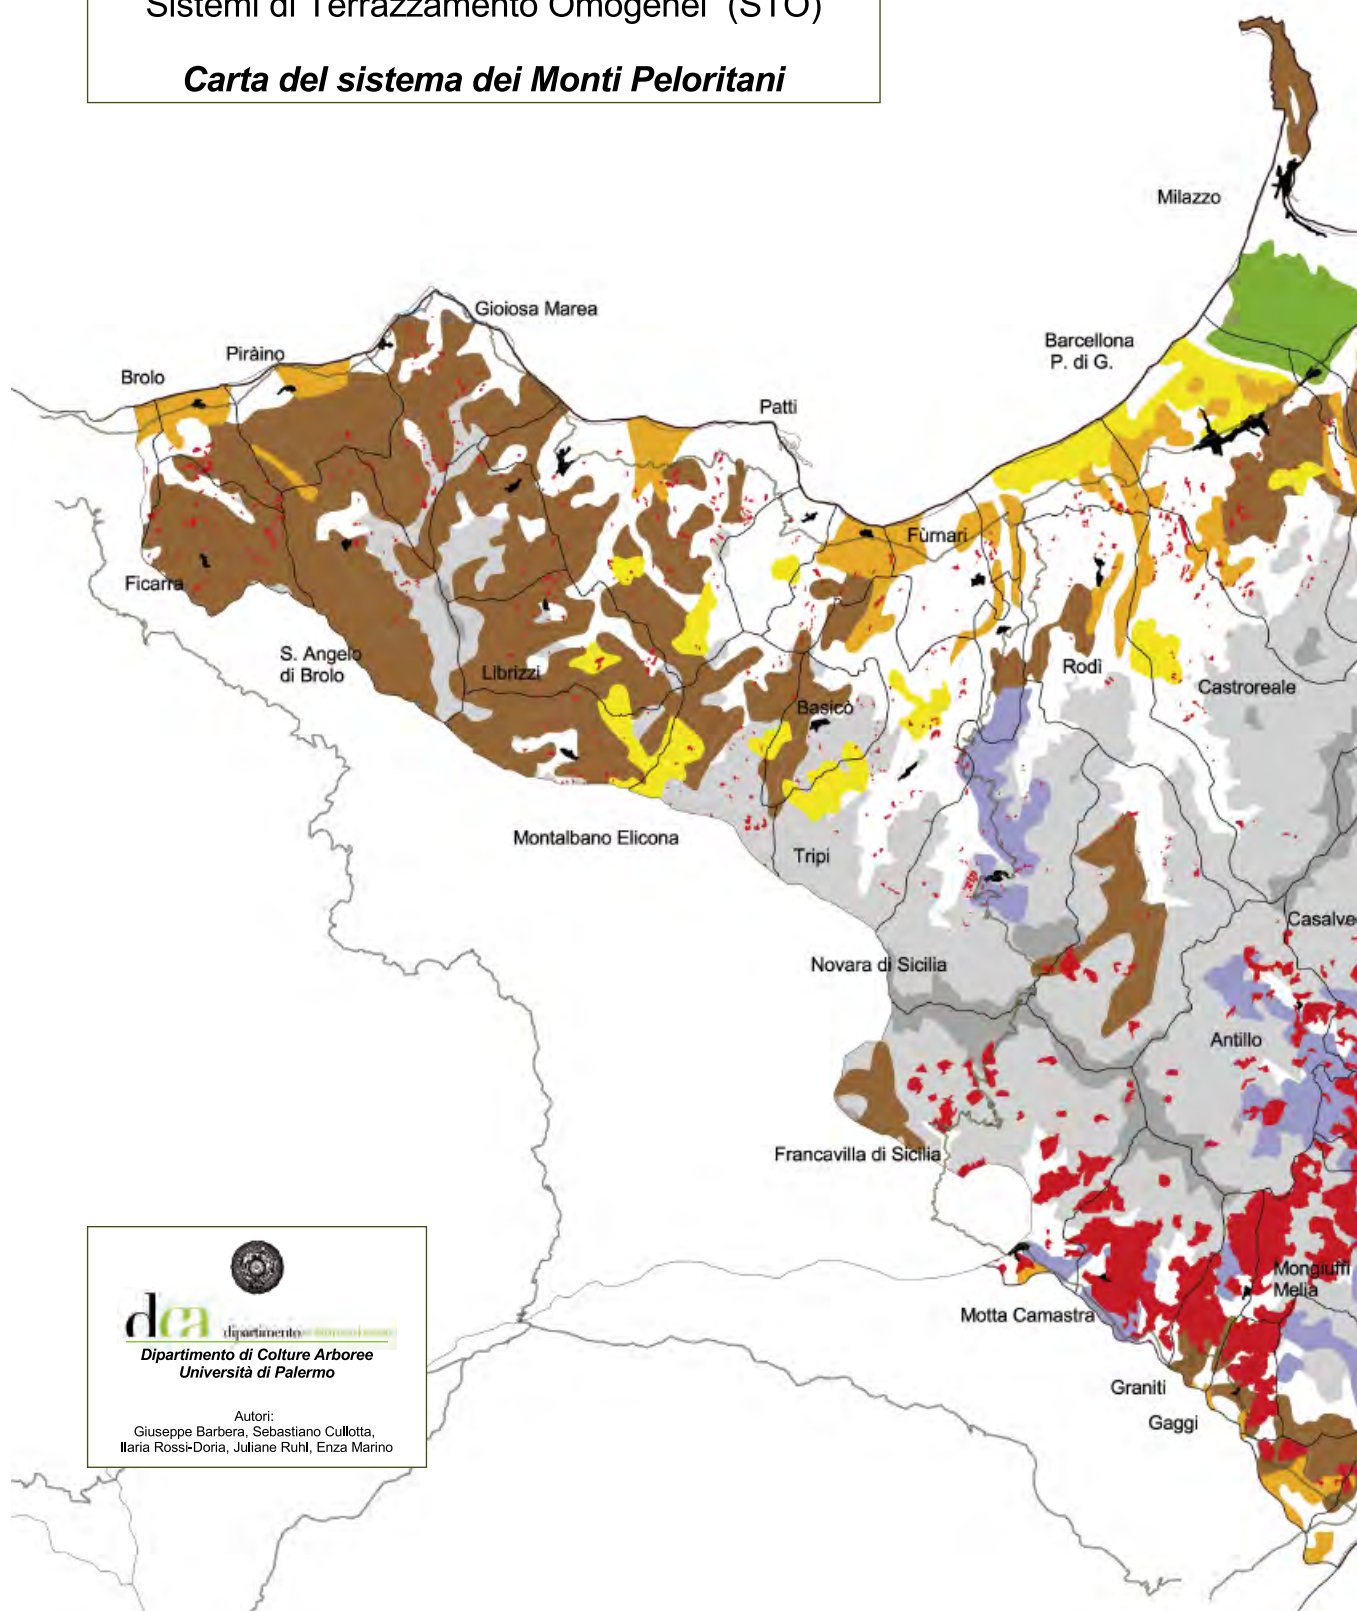 Sistemi di Terrazzamento Omogenei (STO)
Carta del sistema dei Monti Peloritani
Milazzo
Gioiosa Marea
Barcellona
P. di G.
Piràino
Brolo
Patti
Fùrnari
Ficarra
S. Angelo
di Brolo
Librizzi
Rodì
Castroreale
Basicò
Montalbano Elicona
Tripi
Casalve
Novara di Sicilia
Antillo
Francavilla di Sicilia
Mongiuffi
Melia
Motta Camastra
Graniti
Gaggi
dca dipartimento
Dipartimento di Colture Arboree
Università di Palermo
Autori:
Giuseppe Barbera, Sebastiano Cullotta,
Ilaria Rossi-Doria, Juliane Ruhl, Enza Marino